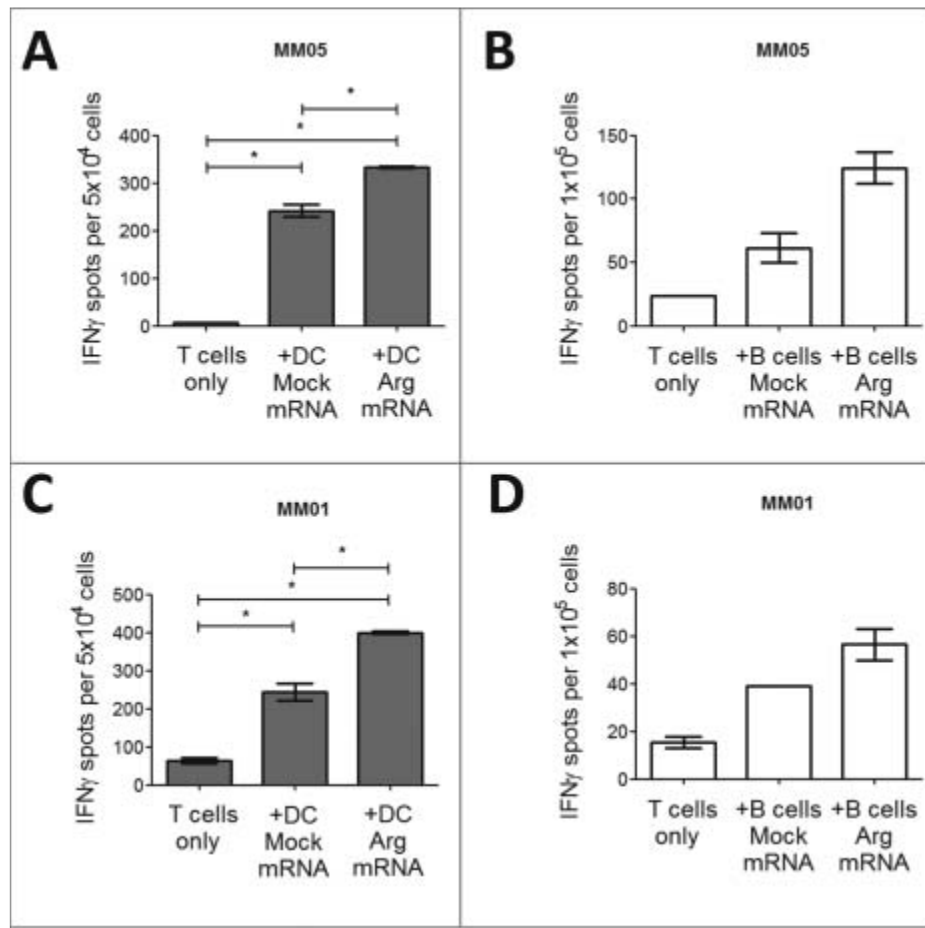 A
MM05
IFNγ spots per 5x10⁴ cells
400
300
200
100
0
*
*
*
T cells
only
+DC
Mock
mRNA
+DC
Arg
mRNA
B
MM05
IFNγ spots per 1x10⁵ cells
150
100
50
0
T cells
only
+B cells
Mock
mRNA
+B cells
Arg
mRNA
C
MM01
IFNγ spots per 5x10⁴ cells
500
400
300
200
100
0
*
*
*
T cells
only
+DC
Mock
mRNA
+DC
Arg
mRNA
D
MM01
IFNγ spots per 1x10⁵ cells
80
60
40
20
0
T cells
only
+B cells
Mock
mRNA
+B cells
Arg
mRNA